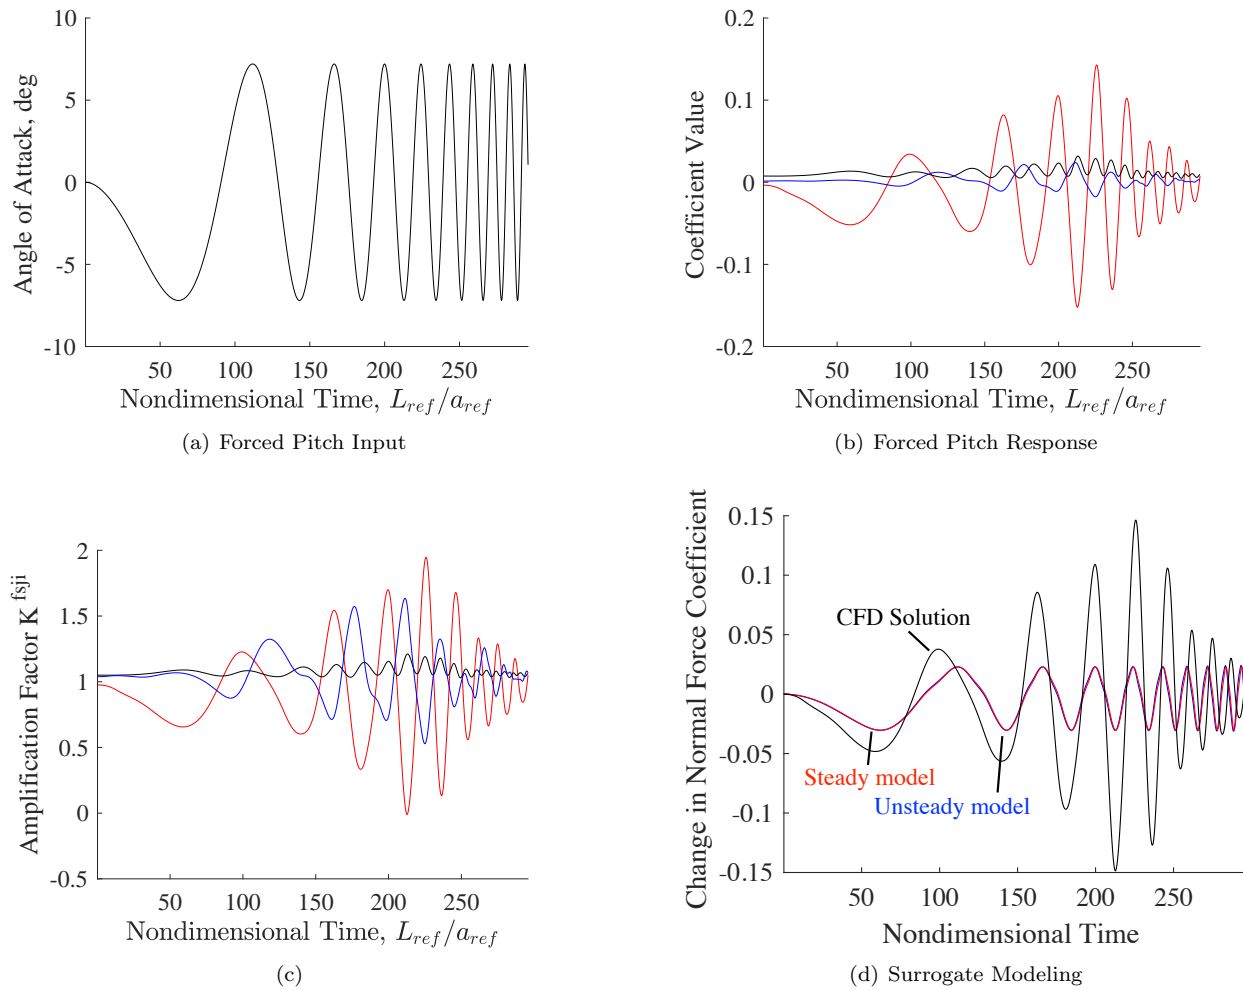 10
5
0
-5
-10
Angle of Attack, deg
50 100 150 200 250
Nondimensional Time, L_ref/a_ref
(a) Forced Pitch Input
0.2
0.1
0
-0.1
-0.2
Coefficient Value
50 100 150 200 250
Nondimensional Time, L_ref/a_ref
(b) Forced Pitch Response
2
1.5
1
0.5
0
-0.5
Amplification Factor K^fsji
50 100 150 200 250
Nondimensional Time, L_ref/a_ref
(c)
0.15
0.1
0.05
0
-0.05
-0.1
-0.15
Change in Normal Force Coefficient
CFD Solution
Steady model
Unsteady model
50 100 150 200 250
Nondimensional Time
(d) Surrogate Modeling